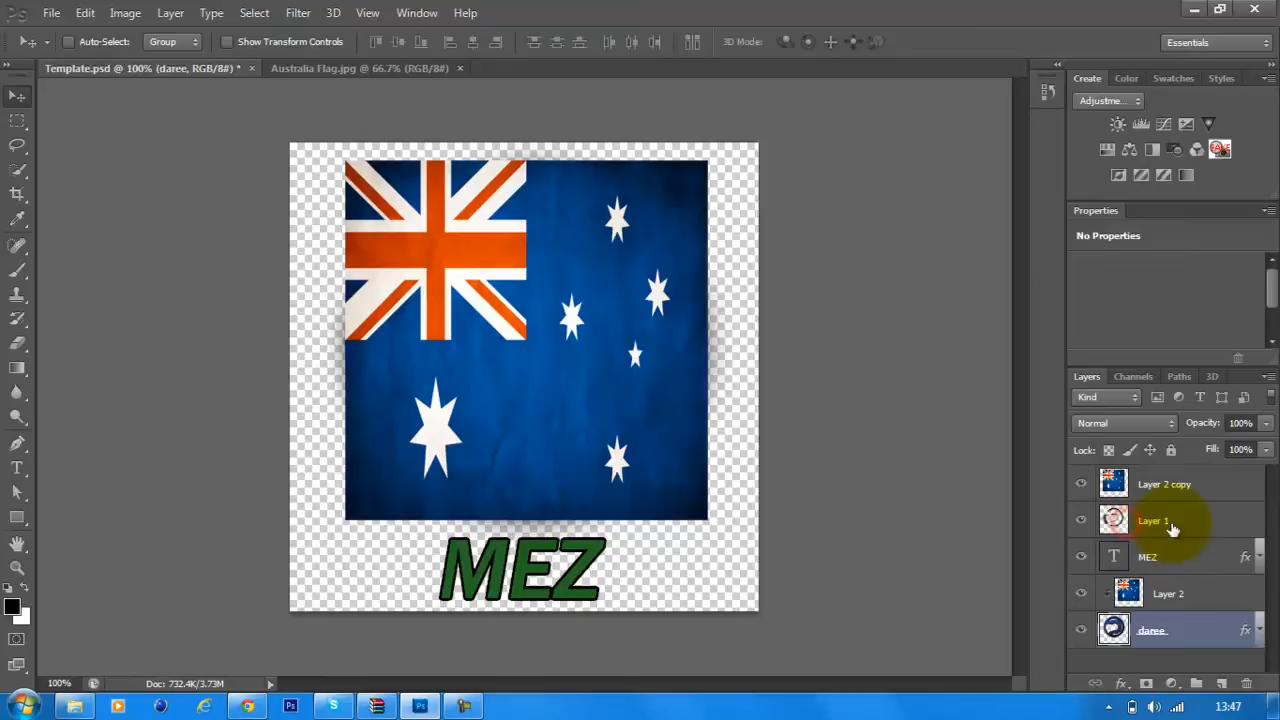 Ps File Edit Image Layer Type Select Filter 3D View Window Help
Auto-Select: Group Show Transform Controls 3D Mode: Essentials
Template.psd @ 100% (daree, RGB/8#) * × Australia Flag.jpg @ 66.7% (RGB/8#) ×
Create Color Swatches Styles
Adjustme...
Properties
No Properties
Layers Channels Paths 3D
Kind
Normal Opacity: 100%
Lock: Fill: 100%
Layer 2 copy
Layer 1
T MEZ fx
Layer 2
daree fx
MEZ
100% Doc: 732.4K/3.73M
13:47